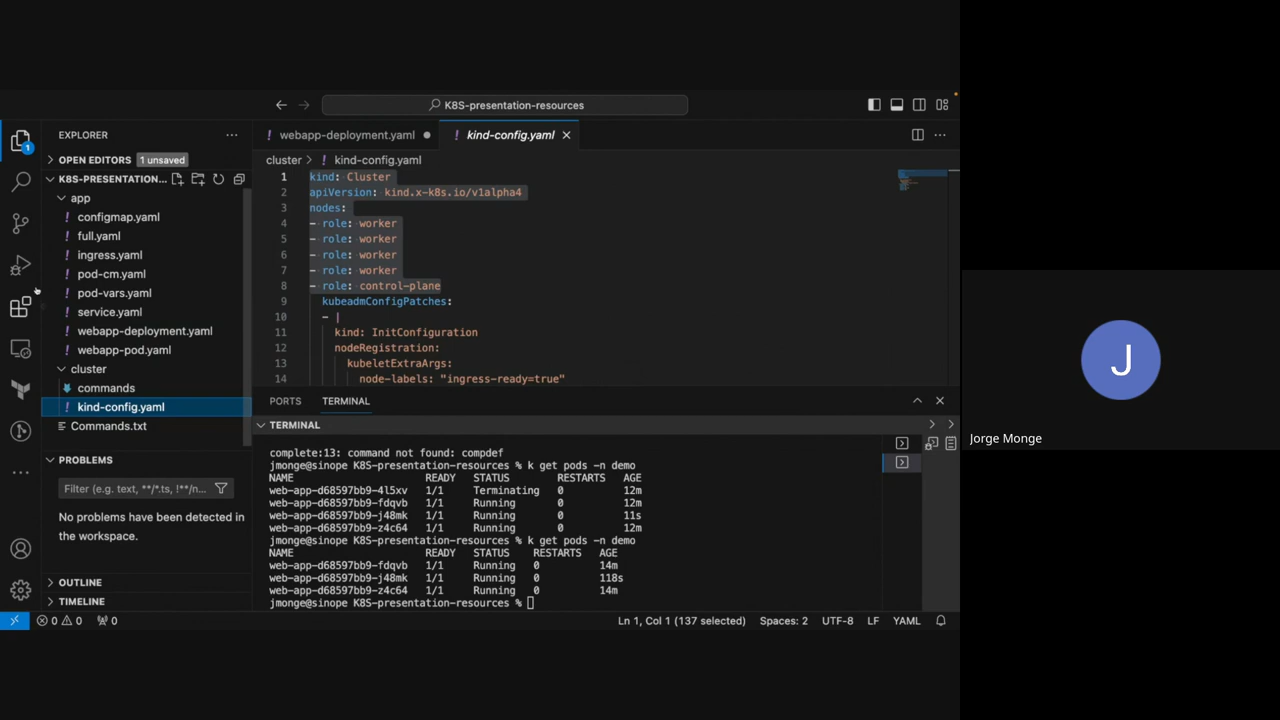 K8S-presentation-resources
EXPLORER
webapp-deployment.yaml
kind-config.yaml
OPEN EDITORS 1 unsaved
cluster > ! kind-config.yaml
K8S-PRESENTATION...
app
! configmap.yaml
! full.yaml
! ingress.yaml
! pod-cm.yaml
! pod-vars.yaml
! service.yaml
! webapp-deployment.yaml
! webapp-pod.yaml
cluster
commands
! kind-config.yaml
Commands.txt
1 kind: Cluster
2 apiVersion: kind.x-k8s.io/v1alpha4
3 nodes:
4 - role: worker
5 - role: worker
6 - role: worker
7 - role: worker
8 - role: control-plane
9 kubeadmConfigPatches:
10 - |
11 kind: InitConfiguration
12 nodeRegistration:
13 kubeletExtraArgs:
14 node-labels: "ingress-ready=true"
PROBLEMS
Filter (e.g. text, **/*.ts, !**/n...
No problems have been detected in
the workspace.
OUTLINE
TIMELINE
PORTS TERMINAL
TERMINAL
complete:13: command not found: compdef
jmonge@sinope K8S-presentation-resources % k get pods -n demo
NAME READY STATUS RESTARTS AGE
web-app-d68597bb9-4l5xv 1/1 Terminating 0 12m
web-app-d68597bb9-fdqvb 1/1 Running 0 12m
web-app-d68597bb9-j48mk 1/1 Running 0 11s
web-app-d68597bb9-z4c64 1/1 Running 0 12m
jmonge@sinope K8S-presentation-resources % k get pods -n demo
NAME READY STATUS RESTARTS AGE
web-app-d68597bb9-fdqvb 1/1 Running 0 14m
web-app-d68597bb9-j48mk 1/1 Running 0 118s
web-app-d68597bb9-z4c64 1/1 Running 0 14m
jmonge@sinope K8S-presentation-resources %
0 0 0 Ln 1, Col 1 (137 selected) Spaces: 2 UTF-8 LF YAML
1
J
Jorge Monge